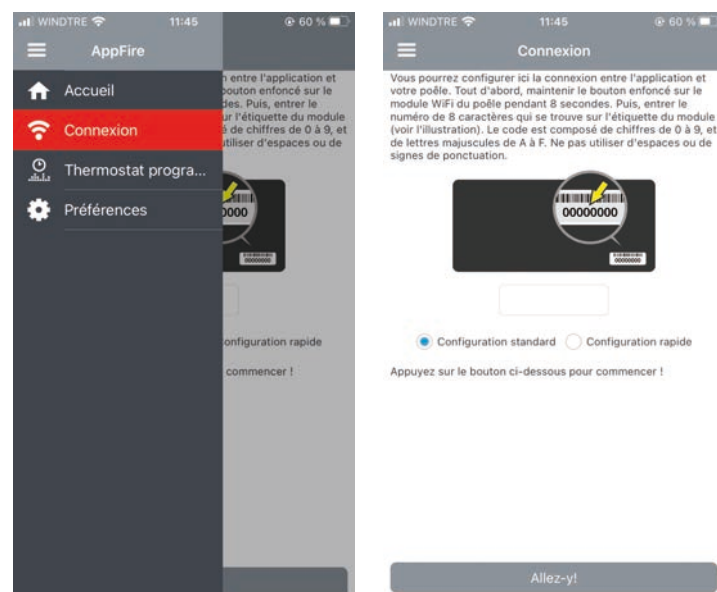 WINDTRE 11:45 60 %
AppFire
Accueil
Connexion
Thermostat progra...
Préférences
n entre l'application et
bouton enfoncé sur le
des. Puis, entrer le
ur l'étiquette du module
é de chiffres de 0 à 9, et
utiliser d'espaces ou de
0000
00000000
onfiguration rapide
commencer !
WINDTRE 11:45 60 %
Connexion
Vous pourrez configurer ici la connexion entre l'application et
votre poêle. Tout d'abord, maintenir le bouton enfoncé sur le
module WiFi du poêle pendant 8 secondes. Puis, entrer le
numéro de 8 caractères qui se trouve sur l'étiquette du module
(voir l'illustration). Le code est composé de chiffres de 0 à 9, et
de lettres majuscules de A à F. Ne pas utiliser d'espaces ou de
signes de ponctuation.
00000000
00000000
Configuration standard Configuration rapide
Appuyez sur le bouton ci-dessous pour commencer !
Allez-y!